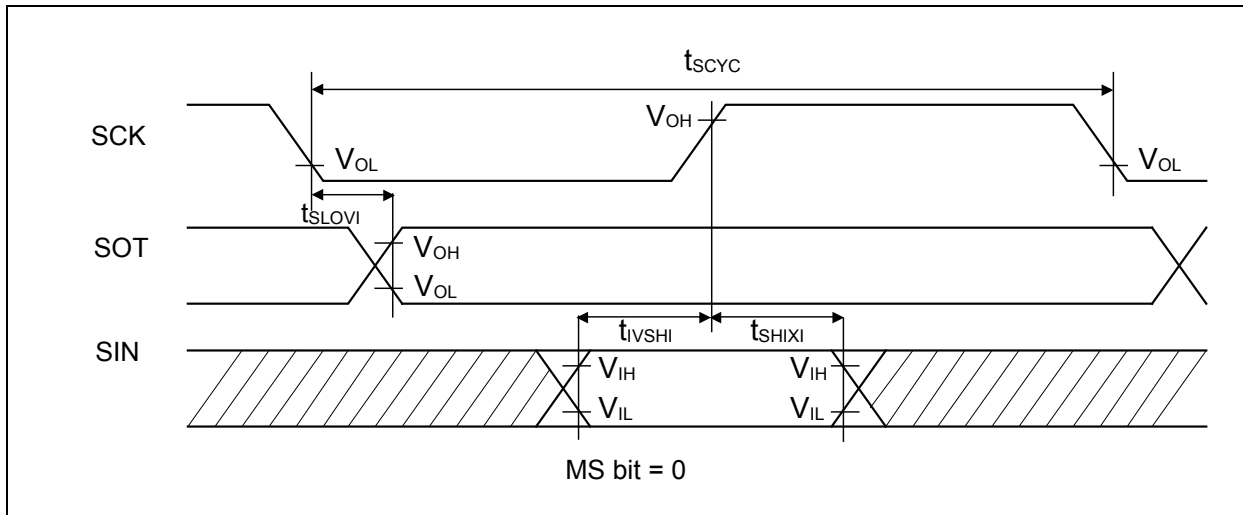 tSCYC
SCK
VOH
VOL
VOL
tSLOVI
SOT
VOH
VOL
tIVSHI
tSHIXI
SIN
VIH
VIH
VIL
VIL
MS bit = 0